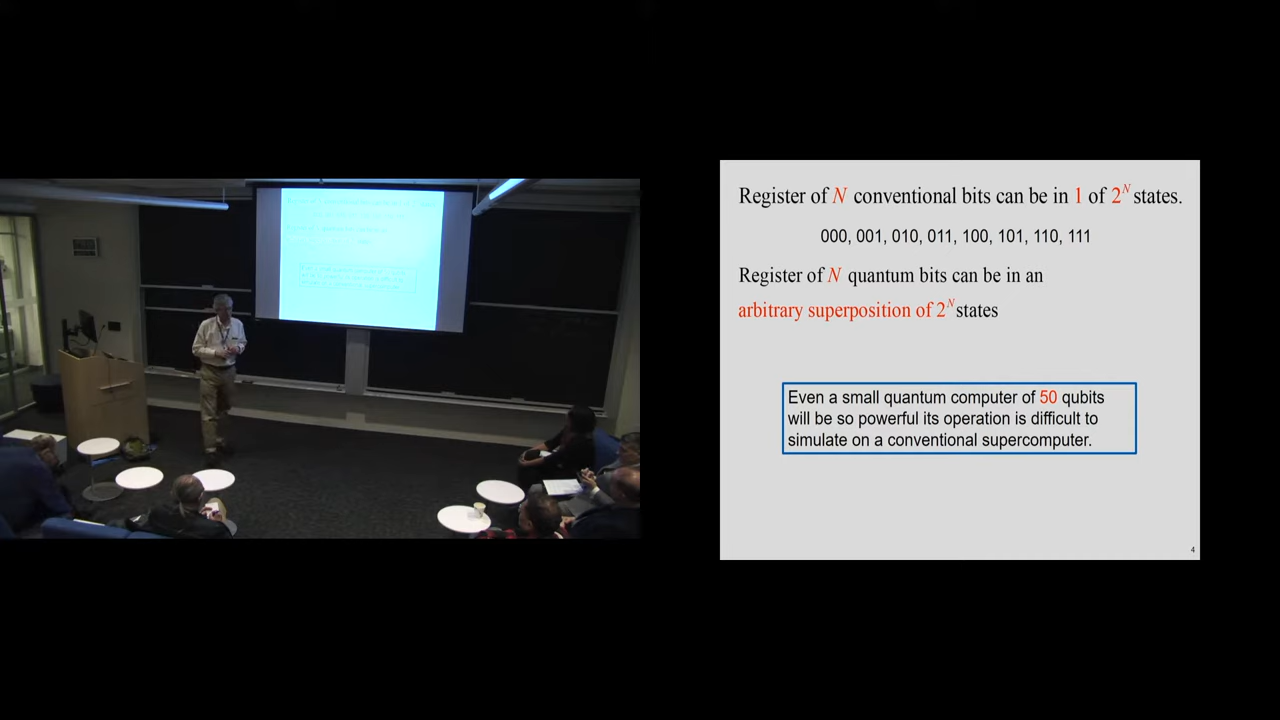 Register of N conventional bits can be in 1 of 2^N states.
000, 001, 010, 011, 100, 101, 110, 111
Register of N quantum bits can be in an
arbitrary superposition of 2^N states
Even a small quantum computer of 50 qubits
will be so powerful its operation is difficult to
simulate on a conventional supercomputer.
4